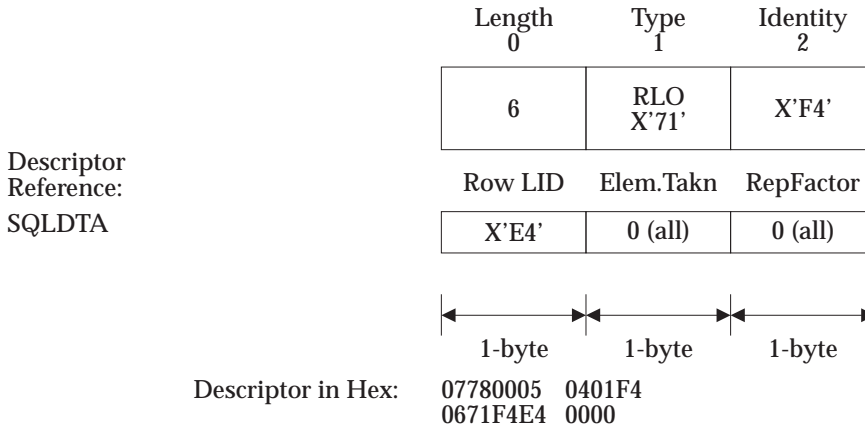 Length Type Identity
0 1 2
6 RLO X'F4'
X'71'
Descriptor
Reference: Row LID Elem.Takn RepFactor
SQLDTA X'E4' 0 (all) 0 (all)
1-byte 1-byte 1-byte
Descriptor in Hex: 07780005 0401F4
0671F4E4 0000